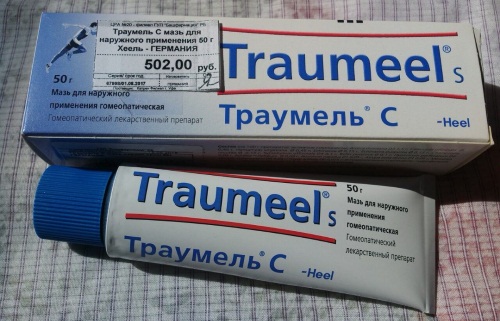 Траумель С мазь для
наружного применения 50 г
Хеель - ГЕРМАНИЯ
502,00 руб.
50 г
Мазь для наружного
применения гомеопатическая
Гомеопатический лекарственный препарат
Traumeel® S
Траумель® С
-Heel
Traumeel® S
Траумель® С
-Heel
50 г
Мазь для наружного
применения
гомеопатическая
Гомеопатический
лекарственный препарат